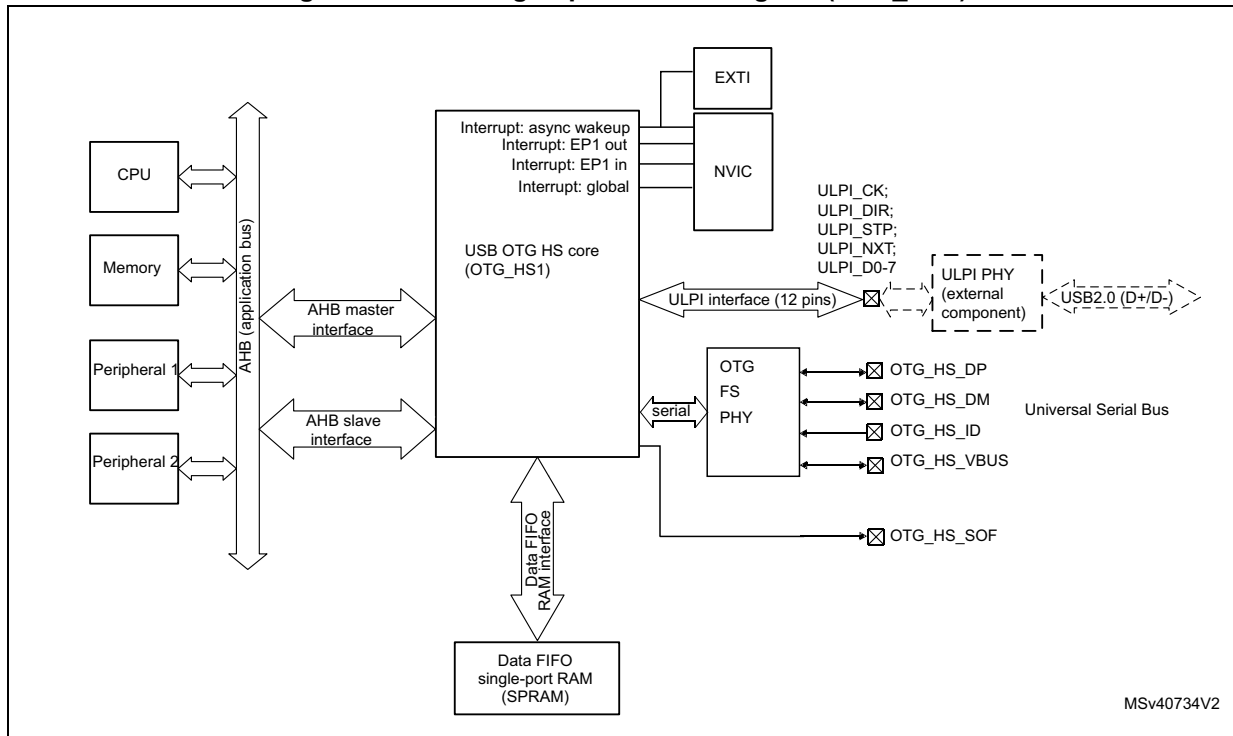 EXTI
Interrupt: async wakeup
Interrupt: EP1 out
Interrupt: EP1 in
Interrupt: global
NVIC
CPU
Memory
Peripheral 1
Peripheral 2
AHB (application bus)
AHB master
interface
AHB slave
interface
USB OTG HS core
(OTG_HS1)
ULPI_CK;
ULPI_DIR;
ULPI_STP;
ULPI_NXT;
ULPI_D0-7
ULPI interface (12 pins)
ULPI PHY
(external
component)
USB2.0 (D+/D-)
serial
OTG
FS
PHY
OTG_HS_DP
OTG_HS_DM
OTG_HS_ID
OTG_HS_VBUS
OTG_HS_SOF
Universal Serial Bus
Data FIFO
RAM interface
Data FIFO
single-port RAM
(SPRAM)
MSv40734V2